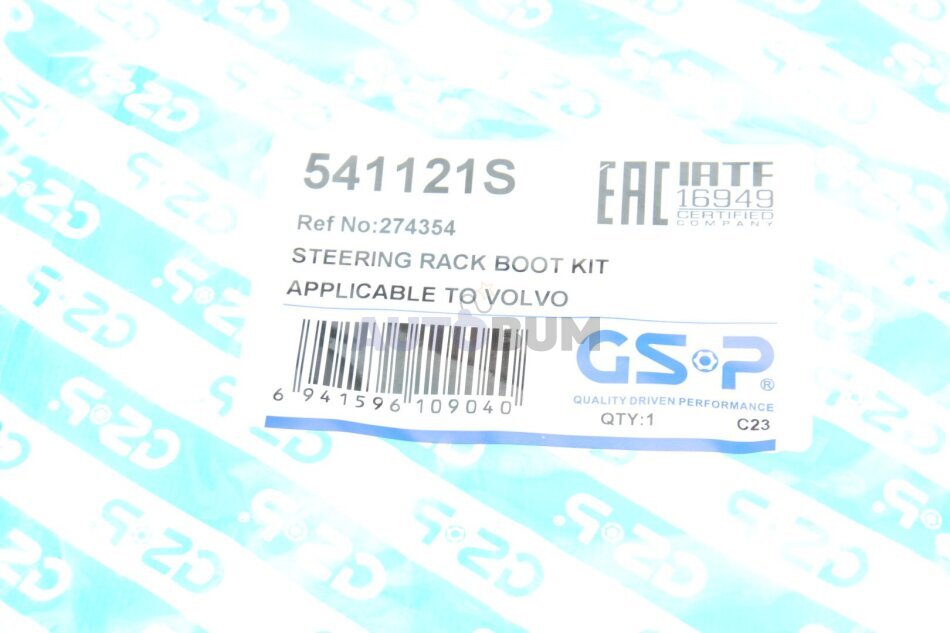 541121S
EAC
IATF
16949
CERTIFIED
COMPANY
Ref No:274354
STEERING RACK BOOT KIT
APPLICABLE TO VOLVO
AUTOBUM
6 941596 109040
GSP®
QUALITY DRIVEN PERFORMANCE
QTY:1
C23